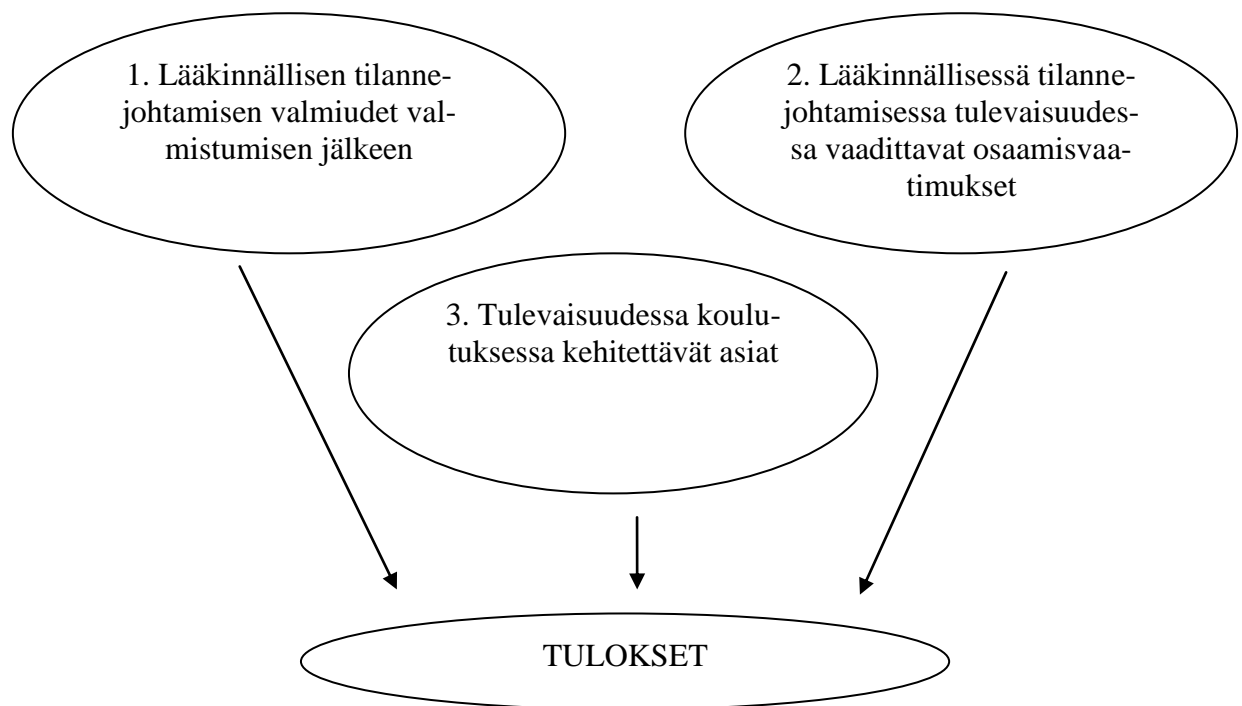 1. Lääkinnällisen tilanne-
johtamisen valmiudet val-
mistumisen jälkeen
2. Lääkinnällisessä tilanne-
johtamisessa tulevaisuudes-
sa vaadittavat osaamisvaa-
timukset
3. Tulevaisuudessa koulu-
tuksessa kehitettävät asiat
TULOKSET